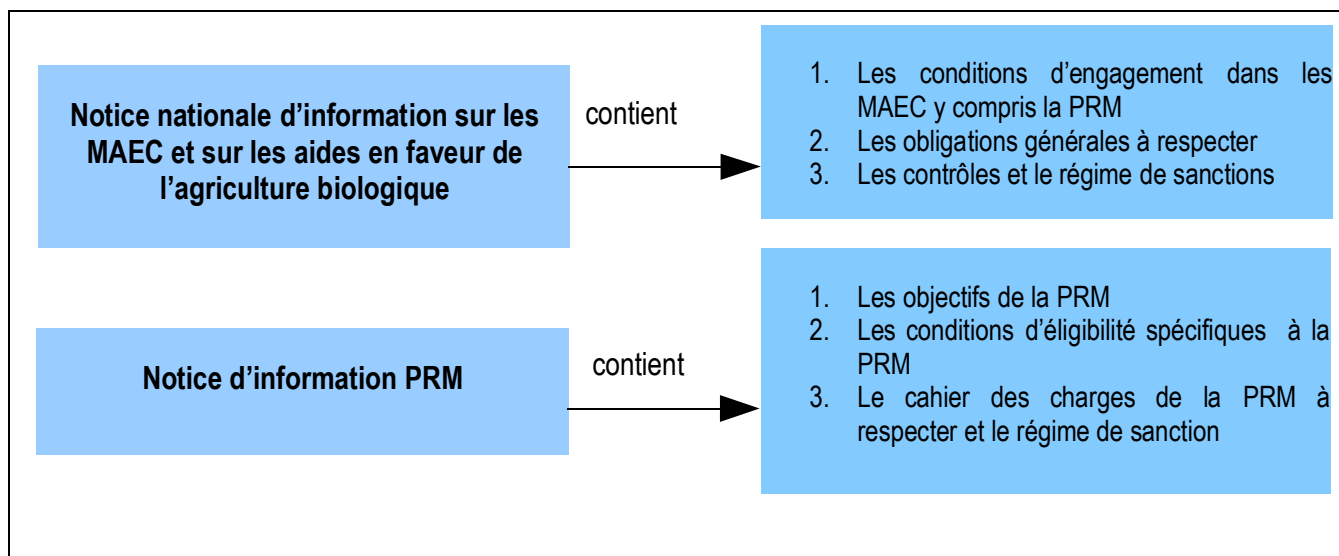 Notice nationale d'information sur les
MAEC et sur les aides en faveur de
l'agriculture biologique
contient
1. Les conditions d'engagement dans les
MAEC y compris la PRM
2. Les obligations générales à respecter
3. Les contrôles et le régime de sanctions
Notice d'information PRM
contient
1. Les objectifs de la PRM
2. Les conditions d'éligibilité spécifiques à la
PRM
3. Le cahier des charges de la PRM à
respecter et le régime de sanction